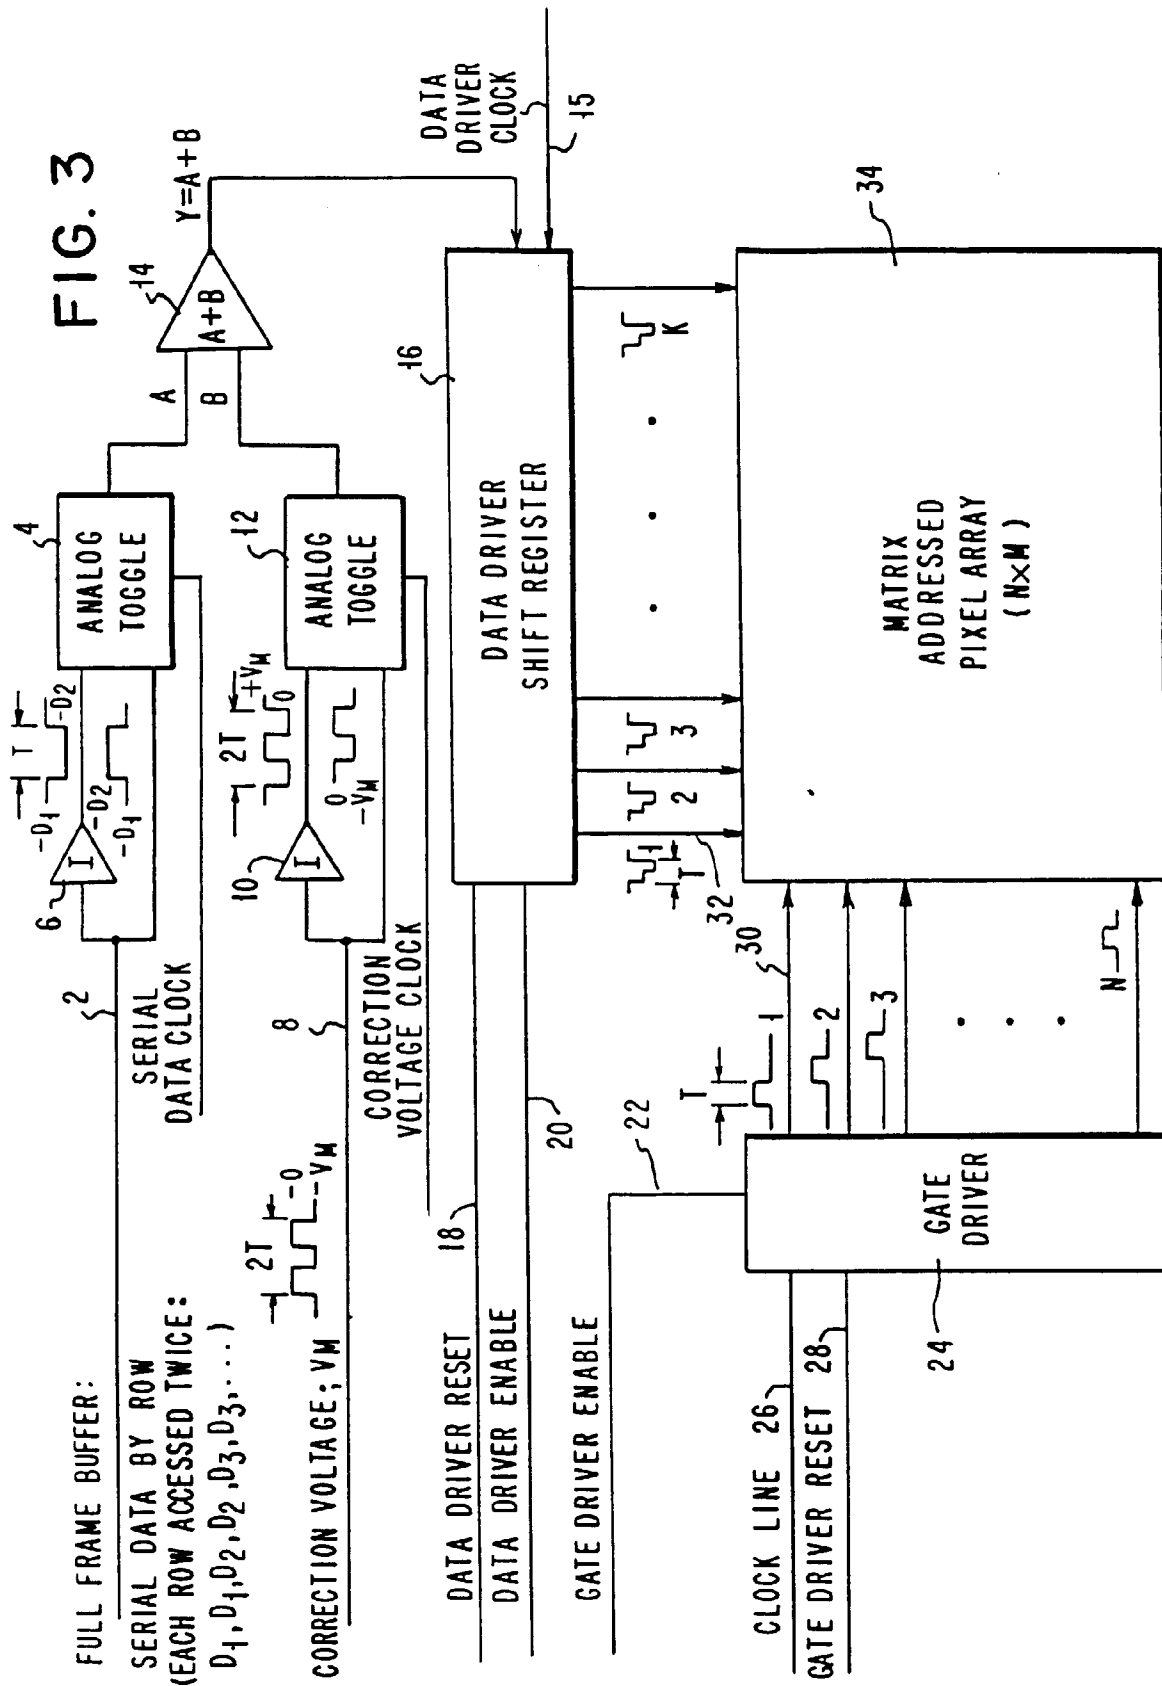 FIG. 3
FULL FRAME BUFFER:
SERIAL DATA BY ROW
(EACH ROW ACCESSED TWICE:
D1,D1,D2,D2,D3,D3,....)
2
SERIAL
DATA CLOCK
6
I
-D1
T
-D2
-D2
-D1
4
ANALOG
TOGGLE
A
B
14
A+B
Y=A+B
CORRECTION VOLTAGE; VM
2T
-0
-VM
8
CORRECTION
VOLTAGE CLOCK
10
I
2T
+VM
0
0
-VM
12
ANALOG
TOGGLE
DATA
DRIVER
CLOCK
15
DATA DRIVER RESET
18
DATA DRIVER ENABLE
20
16
DATA DRIVER
SHIFT REGISTER
GATE DRIVER ENABLE
22
T
32
1
2
3
K
CLOCK LINE 26
GATE DRIVER RESET 28
24
GATE
DRIVER
T
30
1
2
3
N
MATRIX
ADDRESSED
PIXEL ARRAY
(N×M)
34